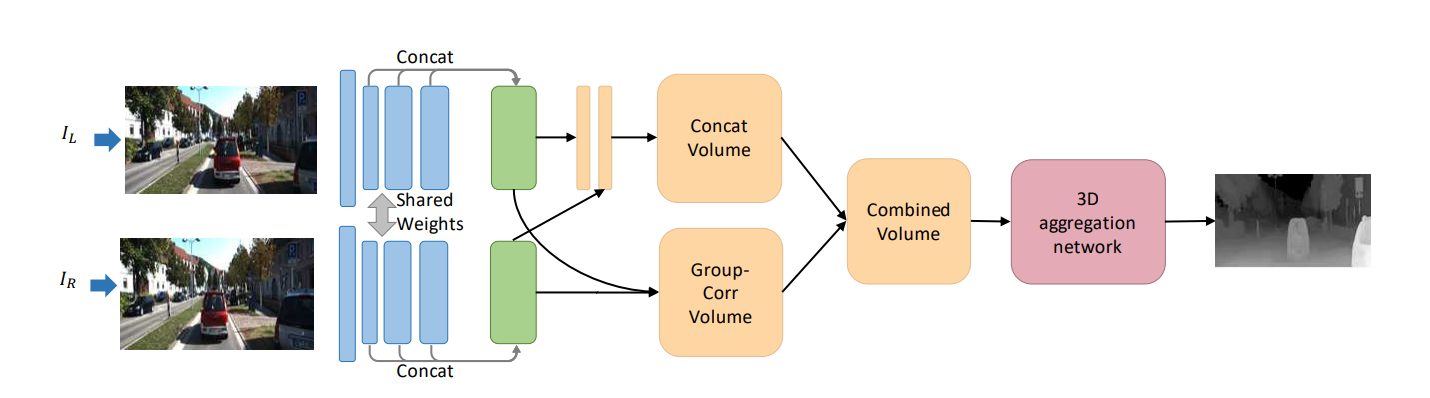 Concat
I_L
Concat
Volume
Shared
Weights
Combined
Volume
3D
aggregation
network
I_R
Group-
Corr
Volume
Concat